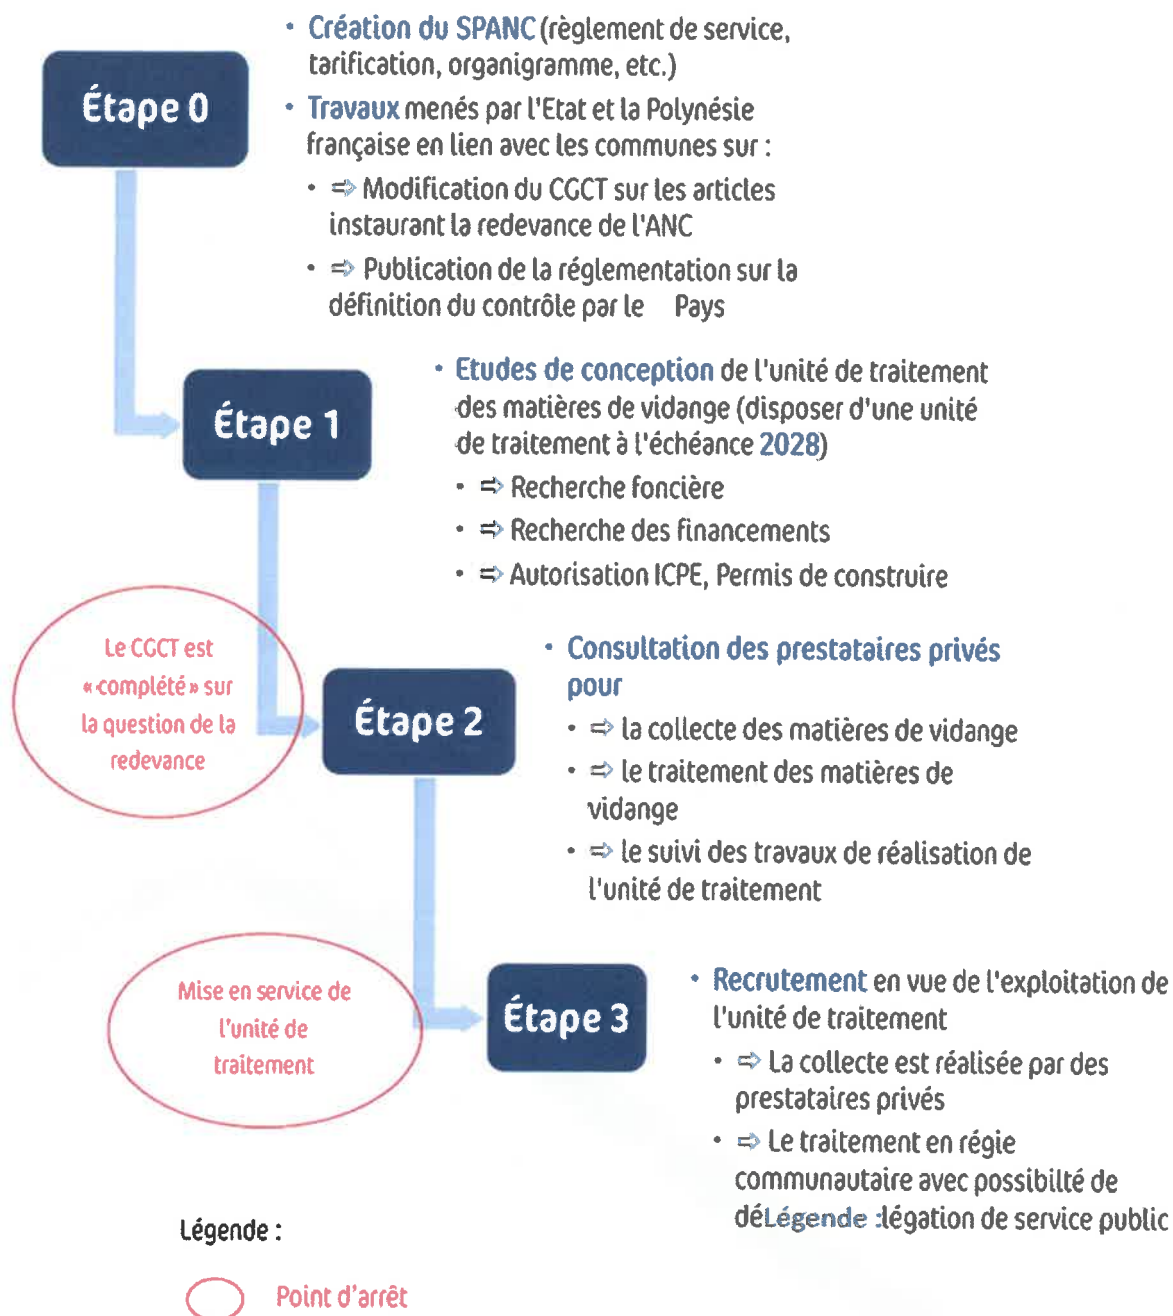 Étape 0
• Création du SPANC (règlement de service,
tarification, organigramme, etc.)
• Travaux menés par l'Etat et la Polynésie
française en lien avec les communes sur :
• ⇨ Modification du CGCT sur les articles
instaurant la redevance de l'ANC
• ⇨ Publication de la réglementation sur la
définition du contrôle par le Pays
Étape 1
• Etudes de conception de l'unité de traitement
des matières de vidange (disposer d'une unité
de traitement à l'échéance 2028)
• ⇨ Recherche foncière
• ⇨ Recherche des financements
• ⇨ Autorisation ICPE, Permis de construire
Le CGCT est
« complété » sur
la question de la
redevance
Étape 2
• Consultation des prestataires privés
pour
• ⇨ la collecte des matières de vidange
• ⇨ le traitement des matières de
vidange
• ⇨ le suivi des travaux de réalisation de
l'unité de traitement
Mise en service de
l'unité de
traitement
Étape 3
• Recrutement en vue de l'exploitation de
l'unité de traitement
• ⇨ La collecte est réalisée par des
prestataires privés
• ⇨ Le traitement en régie
communautaire avec possibilté de
déLégende :légation de service public
Légende :
Point d'arrêt